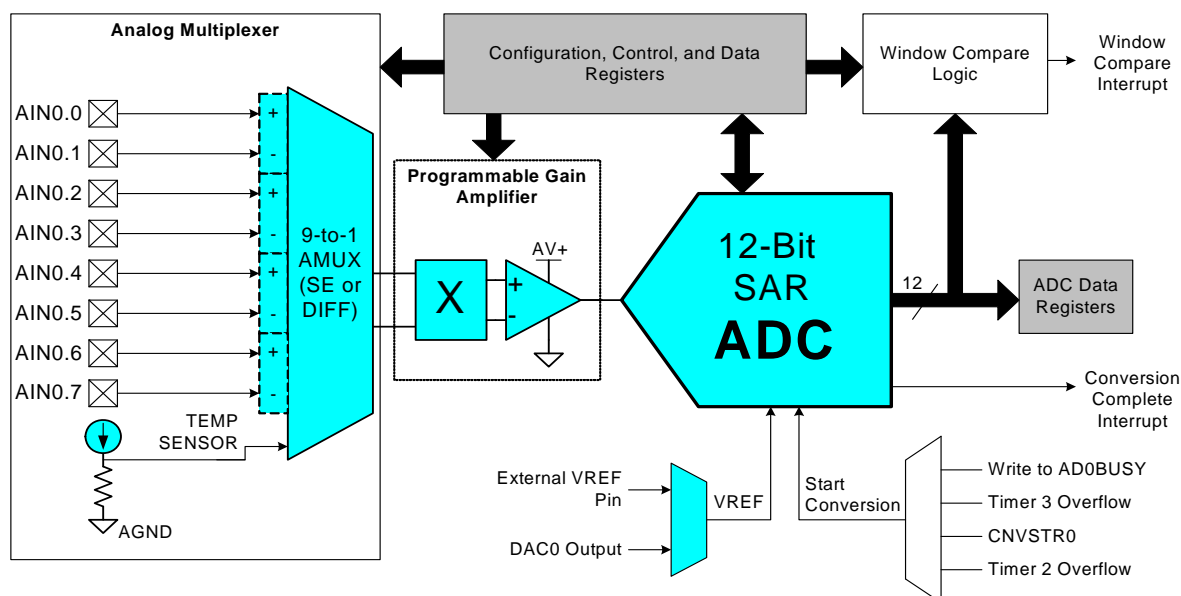 Analog Multiplexer
AIN0.0
AIN0.1
AIN0.2
AIN0.3
AIN0.4
AIN0.5
AIN0.6
AIN0.7
+
-
+
-
+
-
+
-
9-to-1
AMUX
(SE or
DIFF)
TEMP
SENSOR
AGND
Configuration, Control, and Data
Registers
Window Compare
Logic
Window
Compare
Interrupt
Programmable Gain
Amplifier
X
+
-
AV+
12-Bit
SAR
ADC
12
ADC Data
Registers
Conversion
Complete
Interrupt
External VREF
Pin
DAC0 Output
VREF
Start
Conversion
Write to AD0BUSY
Timer 3 Overflow
CNVSTR0
Timer 2 Overflow